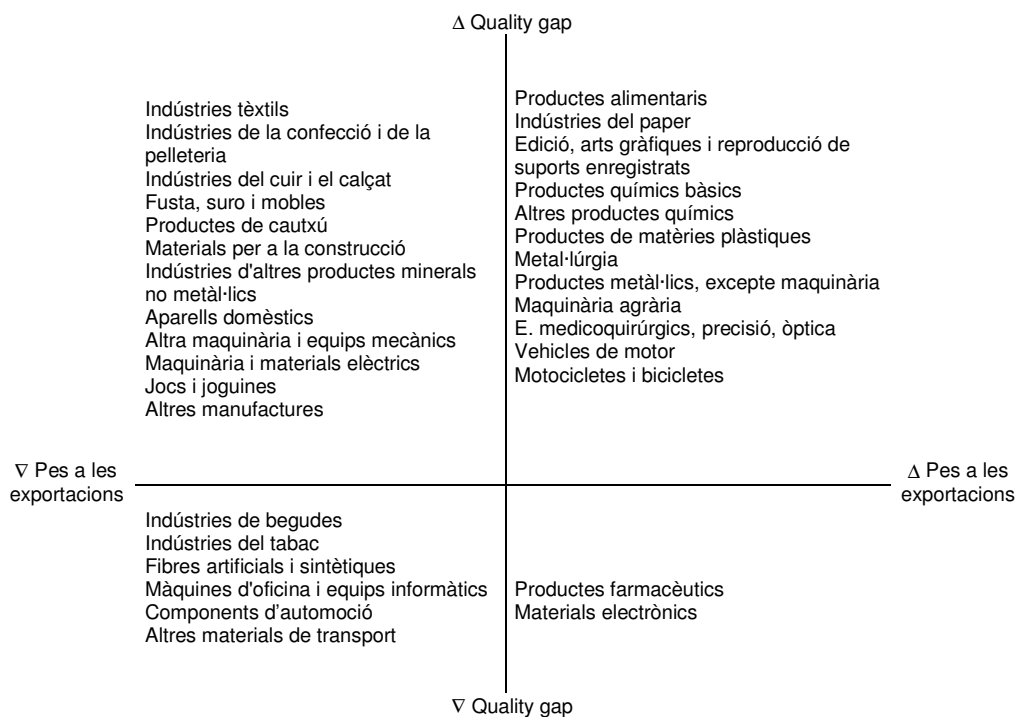 Δ Quality gap
Indústries tèxtils
Indústries de la confecció i de la
pelleteria
Indústries del cuir i el calçat
Fusta, suro i mobles
Productes de cautxú
Materials per a la construcció
Indústries d'altres productes minerals
no metàl·lics
Aparells domèstics
Altra maquinària i equips mecànics
Maquinària i materials elèctrics
Jocs i joguines
Altres manufactures
Productes alimentaris
Indústries del paper
Edició, arts gràfiques i reproducció de
suports enregistrats
Productes químics bàsics
Altres productes químics
Productes de matèries plàstiques
Metal·lúrgia
Productes metàl·lics, excepte maquinària
Maquinària agrària
E. medicoquirúrgics, precisió, òptica
Vehicles de motor
Motocicletes i bicicletes
∇ Pes a les
exportacions
Δ Pes a les
exportacions
Indústries de begudes
Indústries del tabac
Fibres artificials i sintètiques
Màquines d'oficina i equips informàtics
Components d’automoció
Altres materials de transport
Productes farmacèutics
Materials electrònics
∇ Quality gap